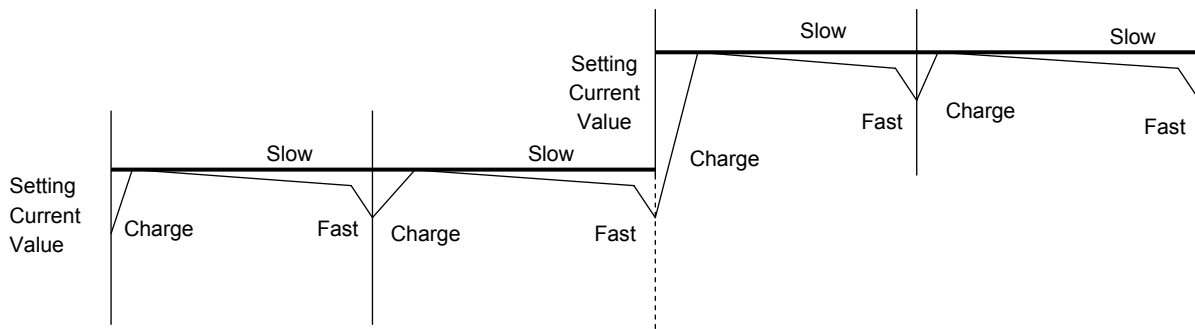 Slow
Slow
Setting
Current
Value
Fast
Charge
Fast
Charge
Slow
Slow
Setting
Current
Value
Charge
Fast
Charge
Fast